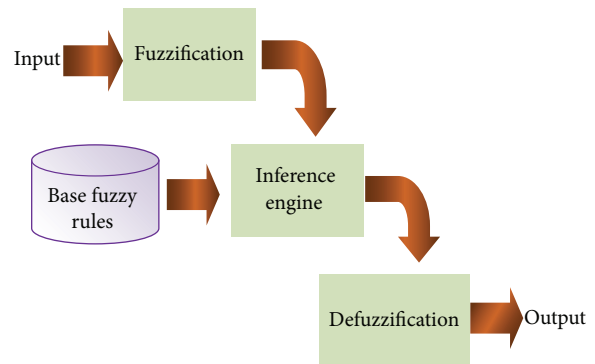 Input
Fuzzification
Base fuzzy
rules
Inference
engine
Defuzzification
Output